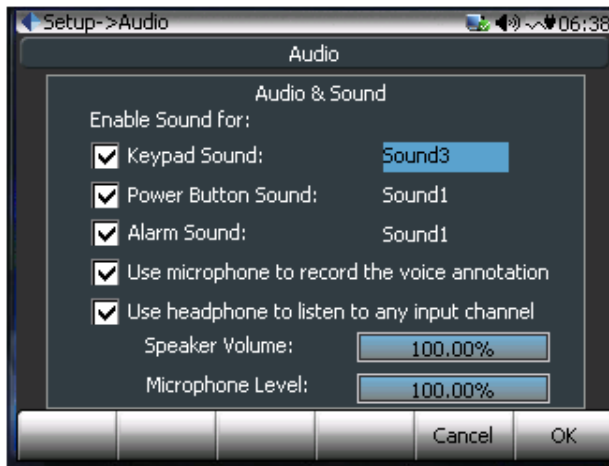 Setup->Audio 06:38
Audio
Audio & Sound
Enable Sound for:
Keypad Sound: Sound3
Power Button Sound: Sound1
Alarm Sound: Sound1
Use microphone to record the voice annotation
Use headphone to listen to any input channel
Speaker Volume: 100.00%
Microphone Level: 100.00%
Cancel OK